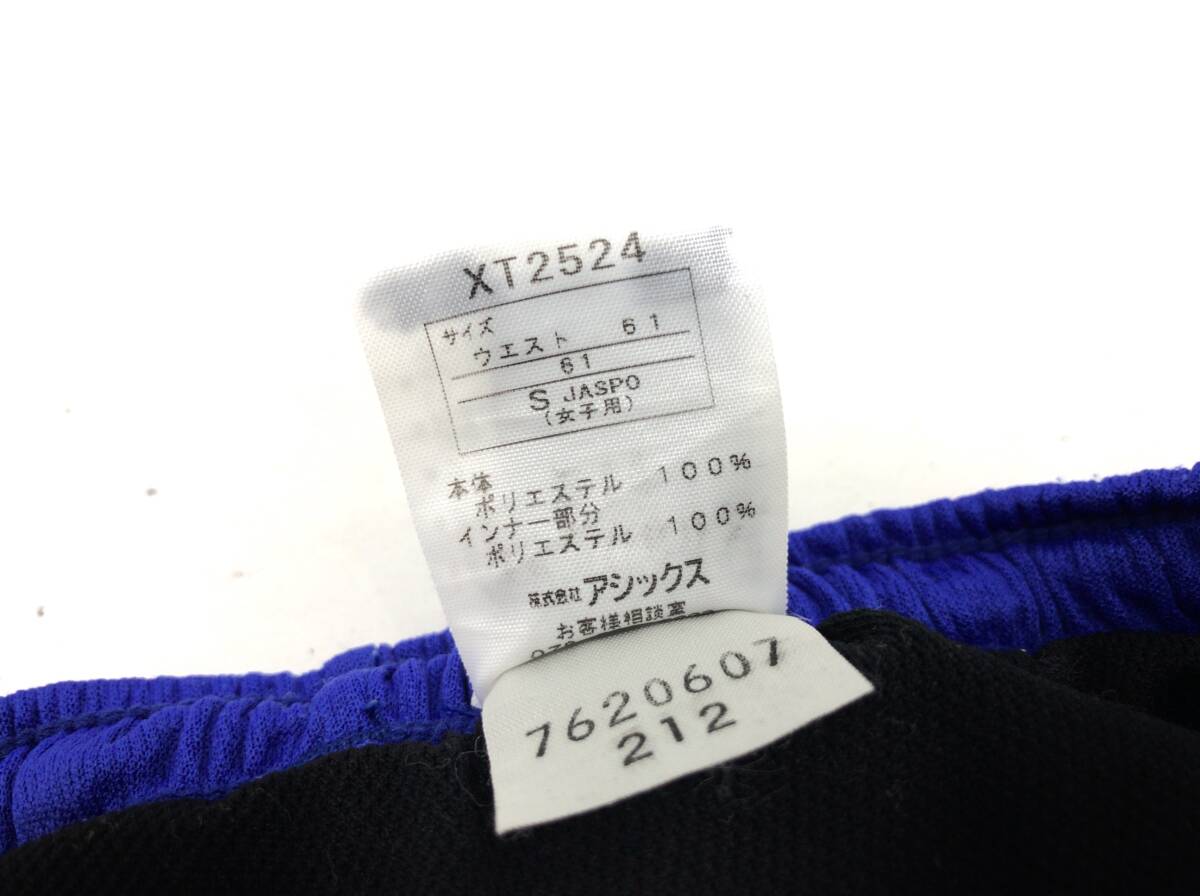 XT2524
サイズ
ウエスト 61
61
S JASPO
(女子用)
本体
ポリエステル 100%
インナー部分
ポリエステル 100%
株式会社アシックス
お客様相談室
7620607
212